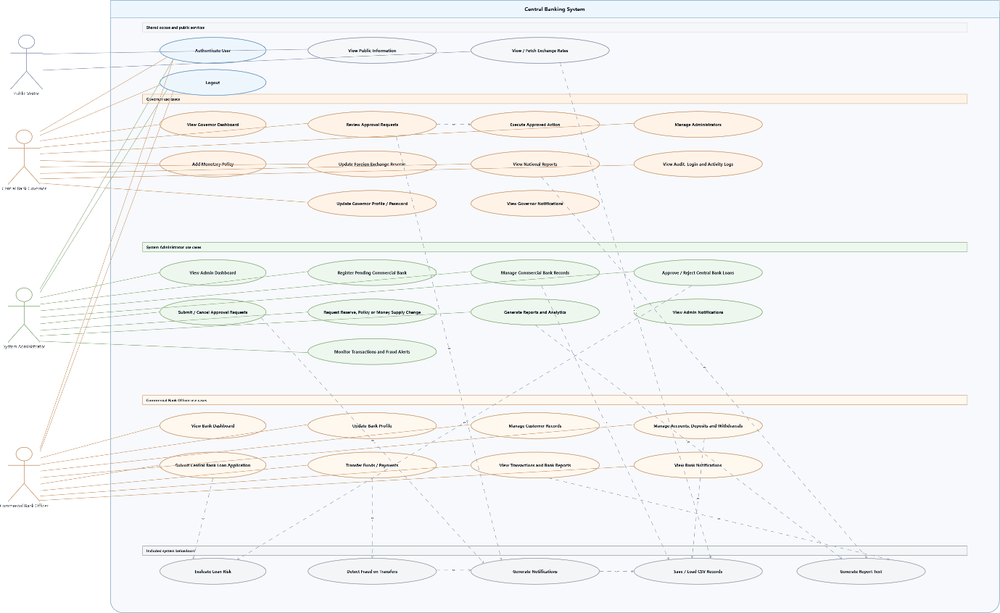 Central Banking System
Shared access and public services
Authenticate User
View Public Information
View / Fetch Exchange Rates
Public Visitor
Logout
Governor use cases
View Governor Dashboard
Review Approval Requests
Execute Approved Action
Manage Administrators
Add Monetary Policy
Update Foreign Exchange Reserve
View National Reports
View Audit, Login and Activity Logs
Central Bank Governor
Update Governor Profile / Password
View Governor Notifications
System Administrator use cases
View Admin Dashboard
Register Pending Commercial Bank
Manage Commercial Bank Records
Approve / Reject Central Bank Loans
Submit / Cancel Approval Requests
Request Reserve, Policy or Money Supply Change
Generate Reports and Analytics
View Admin Notifications
System Administrator
Monitor Transactions and Fraud Alerts
Commercial Bank Officer use cases
View Bank Dashboard
Update Bank Profile
Manage Customer Records
Manage Accounts, Deposits and Withdrawals
Submit Central Bank Loan Application
Transfer Funds / Payments
View Transactions and Bank Reports
View Bank Notifications
Commercial Bank Officer
Included system behaviours
Evaluate Loan Risk
Detect Fraud on Transfers
Generate Notifications
Save / Load CSV Records
Generate Report Text